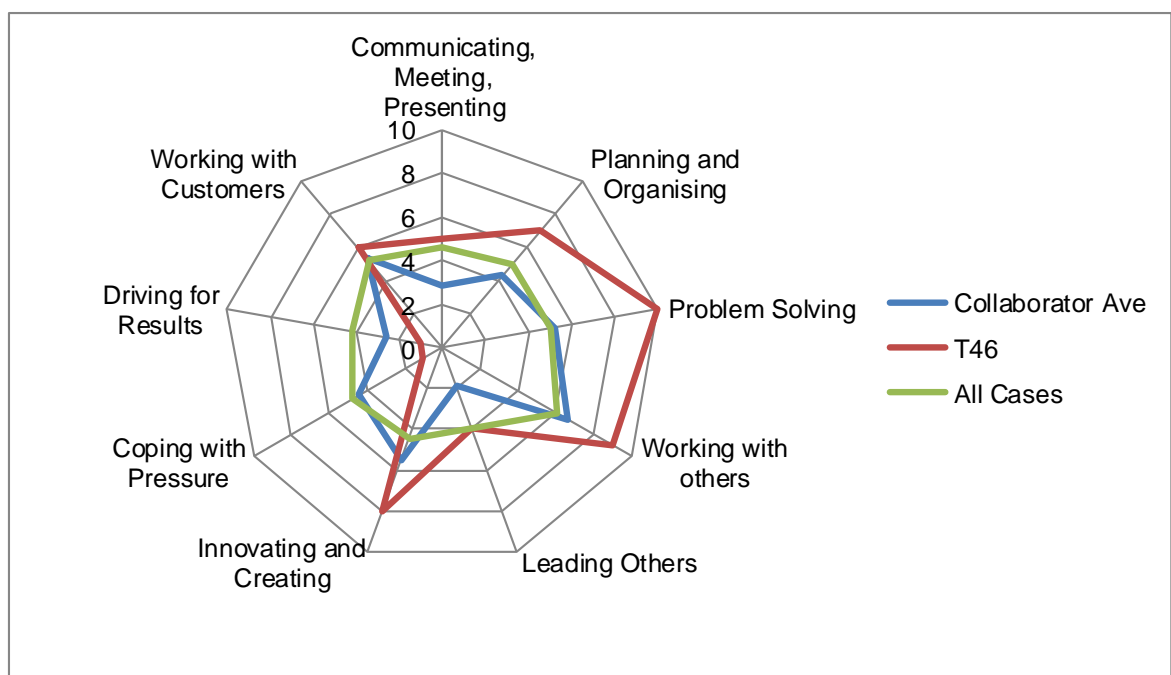 Communicating,
Meeting,
Presenting
10
8
6
4
2
0
Planning and
Organising
Problem Solving
Working with
others
Leading Others
Innovating and
Creating
Coping with
Pressure
Driving for
Results
Working with
Customers
Collaborator Ave
T46
All Cases